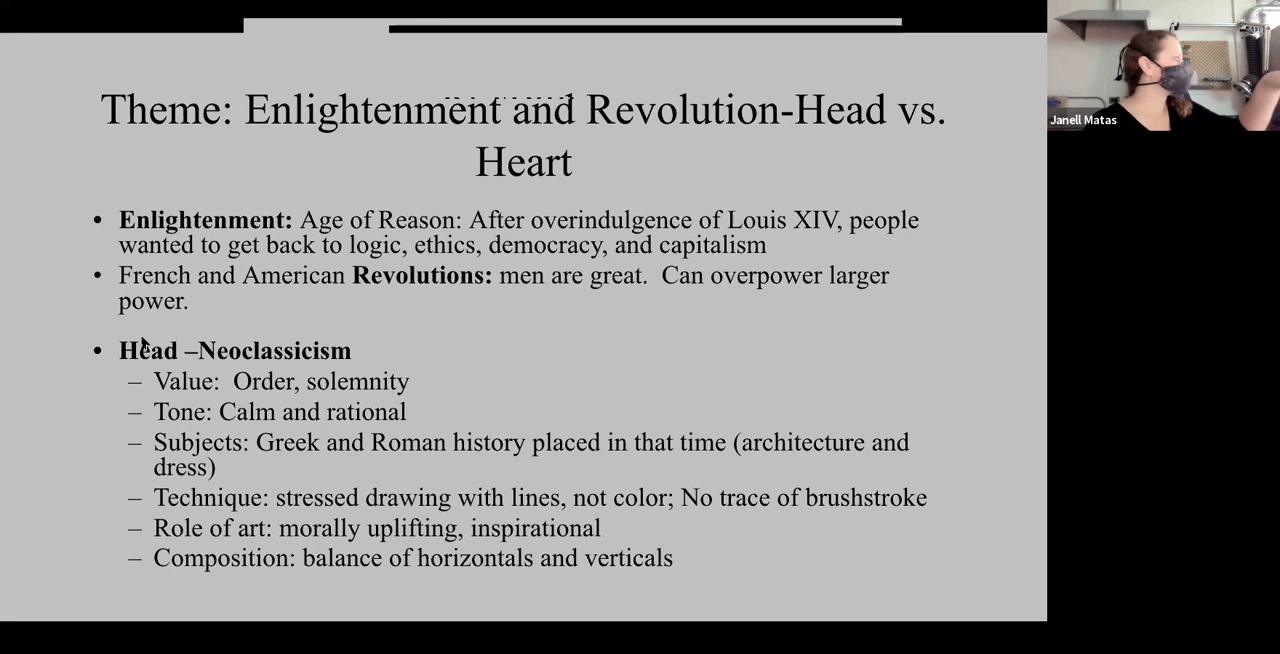 Theme: Enlightenment and Revolution-Head vs.
Heart
• Enlightenment: Age of Reason: After overindulgence of Louis XIV, people
wanted to get back to logic, ethics, democracy, and capitalism
• French and American Revolutions: men are great.  Can overpower larger
power.
• Head –Neoclassicism
– Value:  Order, solemnity
– Tone: Calm and rational
– Subjects: Greek and Roman history placed in that time (architecture and
dress)
– Technique: stressed drawing with lines, not color; No trace of brushstroke
– Role of art: morally uplifting, inspirational
– Composition: balance of horizontals and verticals
Janell Matas